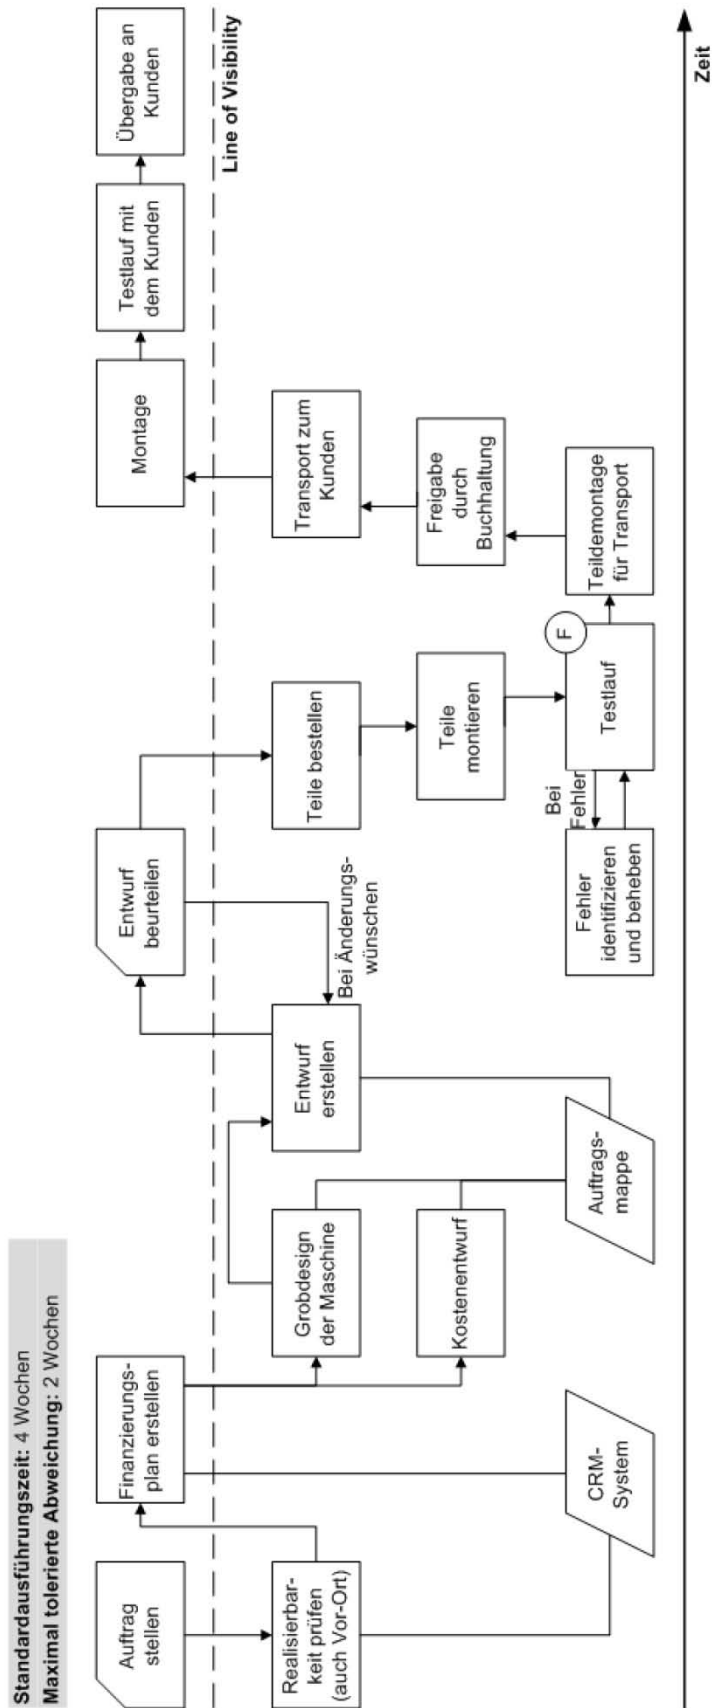 Standardausführungszeit: 4 Wochen
Maximal tolerierte Abweichung: 2 Wochen
Auftrag
stellen
Finanzierungs-
plan erstellen
Entwurf
beurteilen
Montage
Testlauf mit
dem Kunden
Übergabe an
Kunden
Line of Visibility
Realisierbar-
keit prüfen
(auch Vor-Ort)
Grobdesign
der Maschine
Entwurf
erstellen
Bei Änderungs-
wünschen
Teile bestellen
Transport zum
Kunden
Kostenentwurf
Teile
montieren
Freigabe
durch
Buchhaltung
CRM-
System
Auftrags-
mappe
Fehler
identifizieren
und beheben
Bei
Fehler
Testlauf
F
Teildemontage
für Transport
Zeit